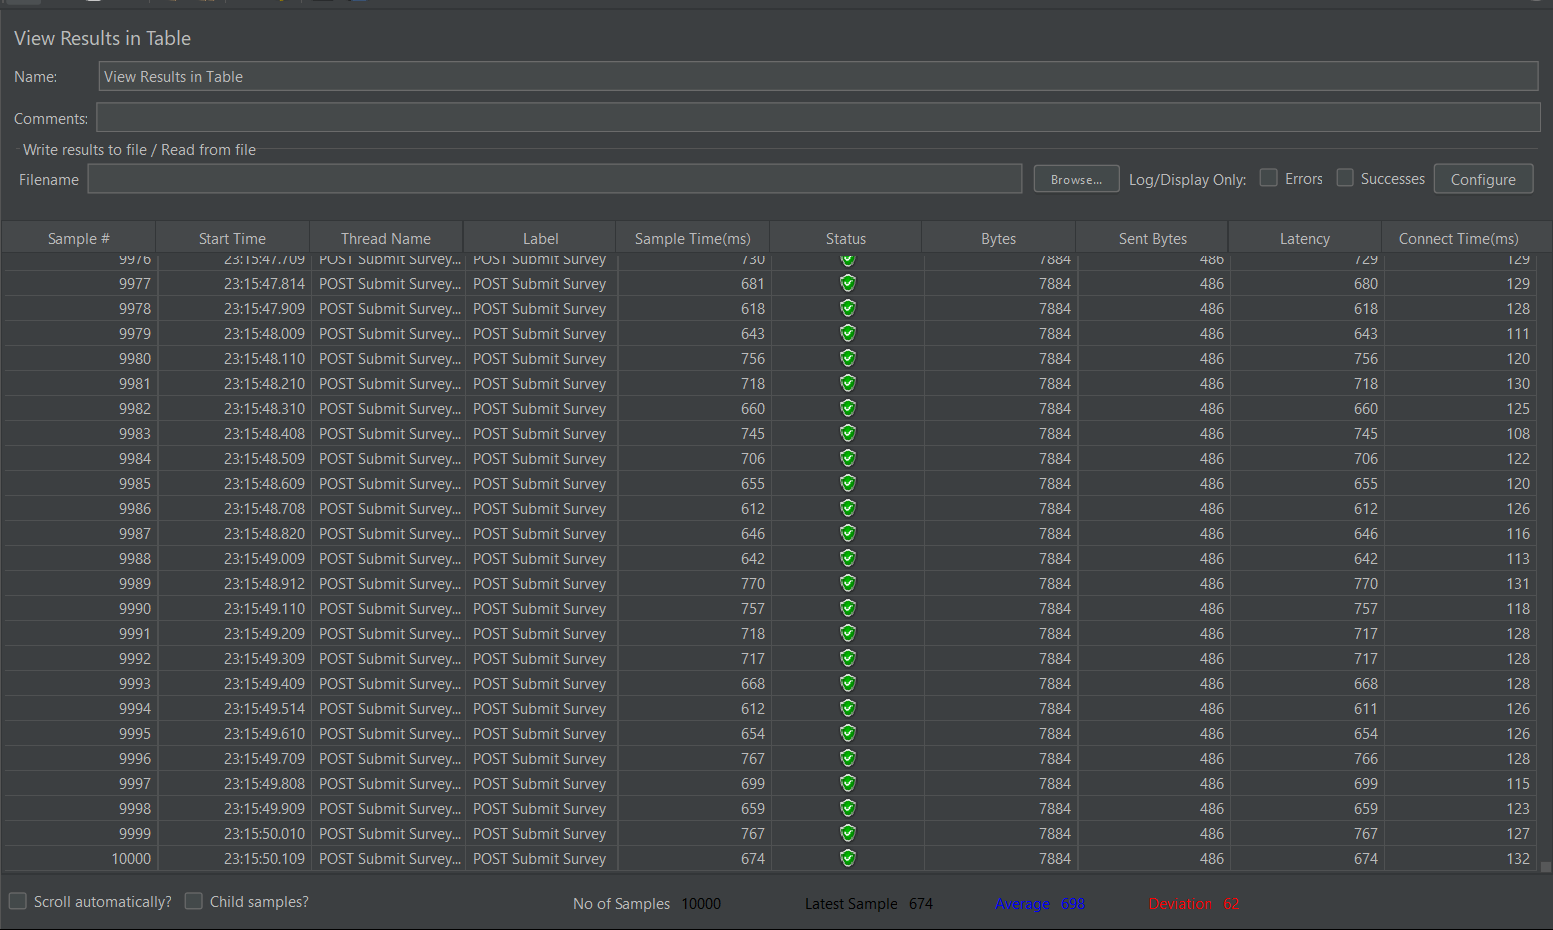 View Results in Table
Name: View Results in Table
Comments:
Write results to file / Read from file
Filename Browse... Log/Display Only: Errors Successes Configure
Sample # Start Time Thread Name Label Sample Time(ms) Status Bytes Sent Bytes Latency Connect Time(ms)
9976 23:15:47.709 POST Submit Survey... POST Submit Survey 730 7884 486 729 129
9977 23:15:47.814 POST Submit Survey... POST Submit Survey 681 7884 486 680 129
9978 23:15:47.909 POST Submit Survey... POST Submit Survey 618 7884 486 618 128
9979 23:15:48.009 POST Submit Survey... POST Submit Survey 643 7884 486 643 111
9980 23:15:48.110 POST Submit Survey... POST Submit Survey 756 7884 486 756 120
9981 23:15:48.210 POST Submit Survey... POST Submit Survey 718 7884 486 718 130
9982 23:15:48.310 POST Submit Survey... POST Submit Survey 660 7884 486 660 125
9983 23:15:48.408 POST Submit Survey... POST Submit Survey 745 7884 486 745 108
9984 23:15:48.509 POST Submit Survey... POST Submit Survey 706 7884 486 706 122
9985 23:15:48.609 POST Submit Survey... POST Submit Survey 655 7884 486 655 120
9986 23:15:48.708 POST Submit Survey... POST Submit Survey 612 7884 486 612 126
9987 23:15:48.820 POST Submit Survey... POST Submit Survey 646 7884 486 646 116
9988 23:15:49.009 POST Submit Survey... POST Submit Survey 642 7884 486 642 113
9989 23:15:48.912 POST Submit Survey... POST Submit Survey 770 7884 486 770 131
9990 23:15:49.110 POST Submit Survey... POST Submit Survey 757 7884 486 757 118
9991 23:15:49.209 POST Submit Survey... POST Submit Survey 718 7884 486 717 128
9992 23:15:49.309 POST Submit Survey... POST Submit Survey 717 7884 486 717 128
9993 23:15:49.409 POST Submit Survey... POST Submit Survey 668 7884 486 668 128
9994 23:15:49.514 POST Submit Survey... POST Submit Survey 612 7884 486 611 126
9995 23:15:49.610 POST Submit Survey... POST Submit Survey 654 7884 486 654 126
9996 23:15:49.709 POST Submit Survey... POST Submit Survey 767 7884 486 766 128
9997 23:15:49.808 POST Submit Survey... POST Submit Survey 699 7884 486 699 115
9998 23:15:49.909 POST Submit Survey... POST Submit Survey 659 7884 486 659 123
9999 23:15:50.010 POST Submit Survey... POST Submit Survey 767 7884 486 767 127
10000 23:15:50.109 POST Submit Survey... POST Submit Survey 674 7884 486 674 132
Scroll automatically? Child samples? No of Samples 10000 Latest Sample 674 Average 698 Deviation 62